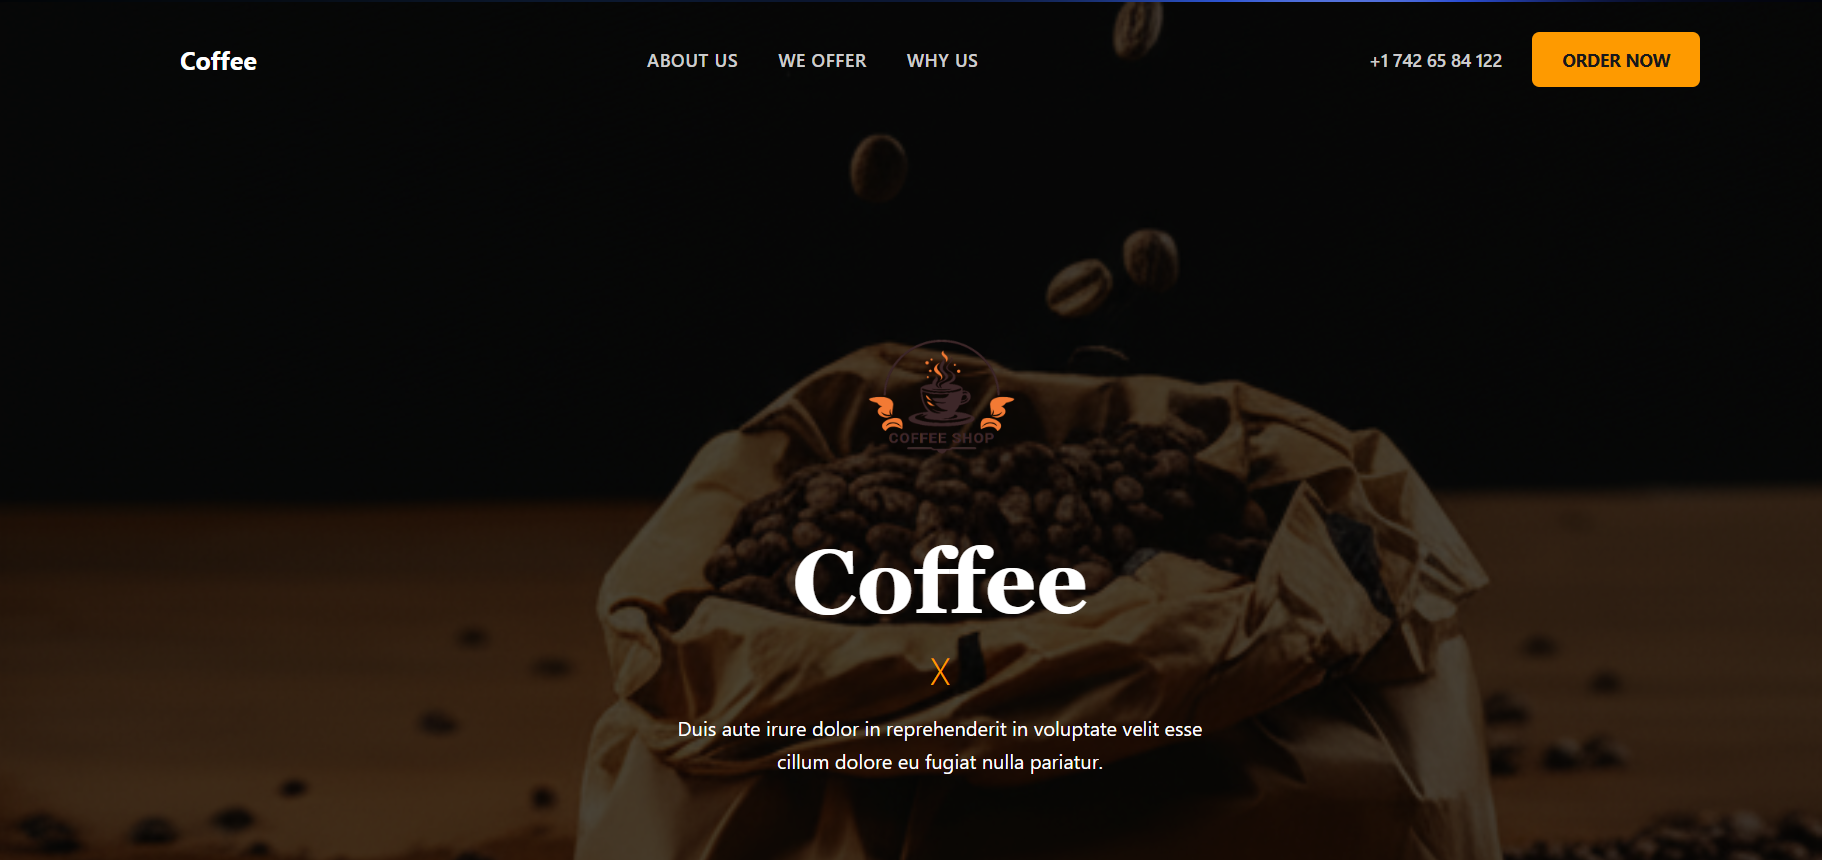 Coffee
ABOUT US
WE OFFER
WHY US
+1 742 65 84 122
ORDER NOW
COFFEE SHOP
Coffee
X
Duis aute irure dolor in reprehenderit in voluptate velit esse
cillum dolore eu fugiat nulla pariatur.